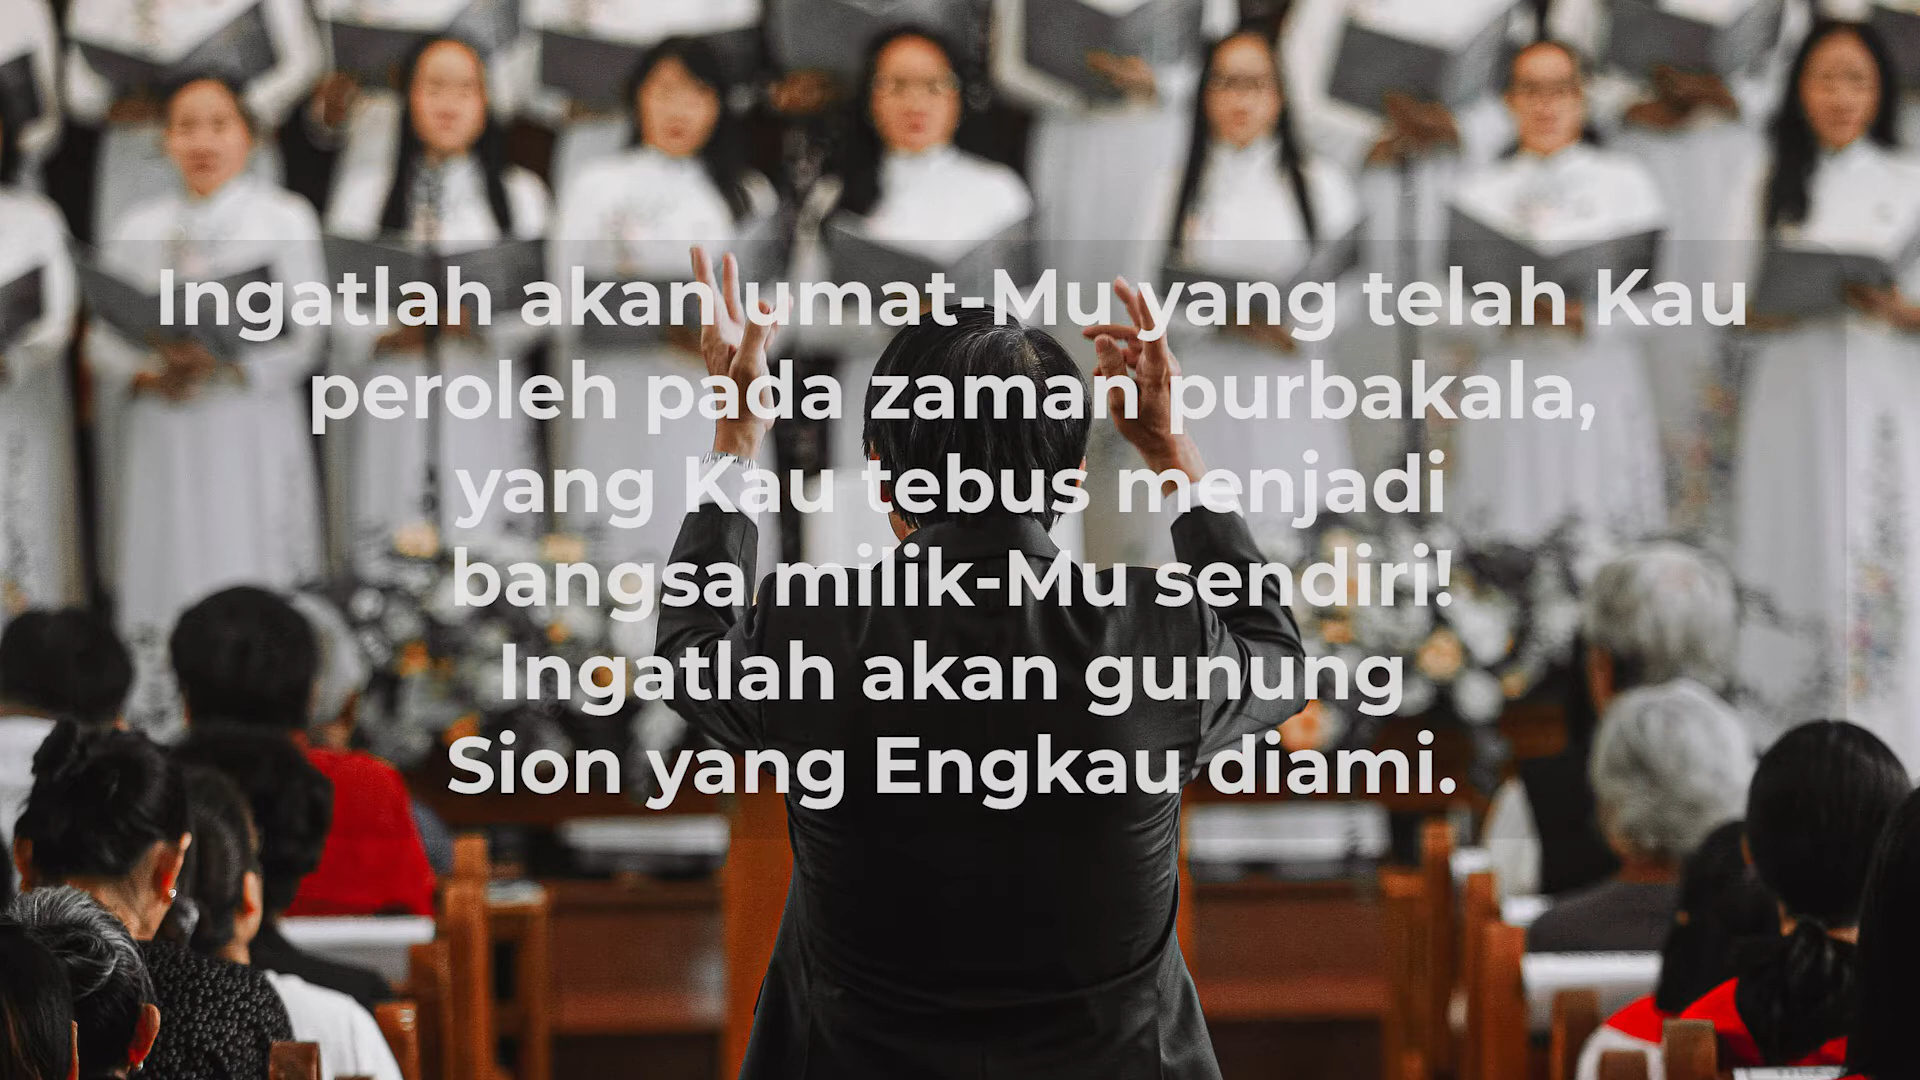 Ingatlah akan umat-Mu yang telah Kau
peroleh pada zaman purbakala,
yang Kau tebus menjadi
bangsa milik-Mu sendiri!
Ingatlah akan gunung
Sion yang Engkau diami.